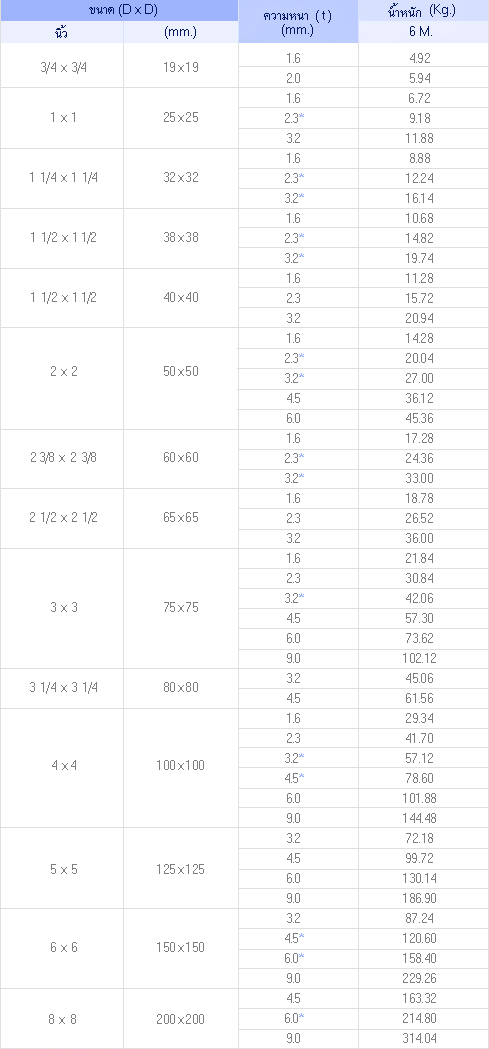 ขนาด (D x D) ความหนา ( t ) น้ำหนัก (Kg.)
นิ้ว (mm.) (mm.) 6 M.
3/4 x 3/4 19x19 1.6 4.92
2.0 5.94
1 x 1 25x25 1.6 6.72
2.3* 9.18
3.2 11.88
1 1/4 x 1 1/4 32x32 1.6 8.88
2.3* 12.24
3.2* 16.14
1 1/2 x 1 1/2 38x38 1.6 10.68
2.3* 14.82
3.2* 19.74
1 1/2 x 1 1/2 40x40 1.6 11.28
2.3 15.72
3.2 20.94
2 x 2 50x50 1.6 14.28
2.3* 20.04
3.2* 27.00
4.5 36.12
6.0 45.36
2 3/8 x 2 3/8 60x60 1.6 17.28
2.3* 24.36
3.2* 33.00
2 1/2 x 2 1/2 65x65 1.6 18.78
2.3 26.52
3.2 36.00
3 x 3 75x75 1.6 21.84
2.3 30.84
3.2* 42.06
4.5 57.30
6.0 73.62
9.0 102.12
3 1/4 x 3 1/4 80x80 3.2 45.06
4.5 61.56
4 x 4 100x100 1.6 29.34
2.3 41.70
3.2* 57.12
4.5* 78.60
6.0 101.88
9.0 144.48
5 x 5 125x125 3.2 72.18
4.5 99.72
6.0 130.14
9.0 186.90
6 x 6 150x150 3.2 87.24
4.5* 120.60
6.0* 158.40
9.0 229.26
8 x 8 200x200 4.5 163.32
6.0* 214.80
9.0 314.04